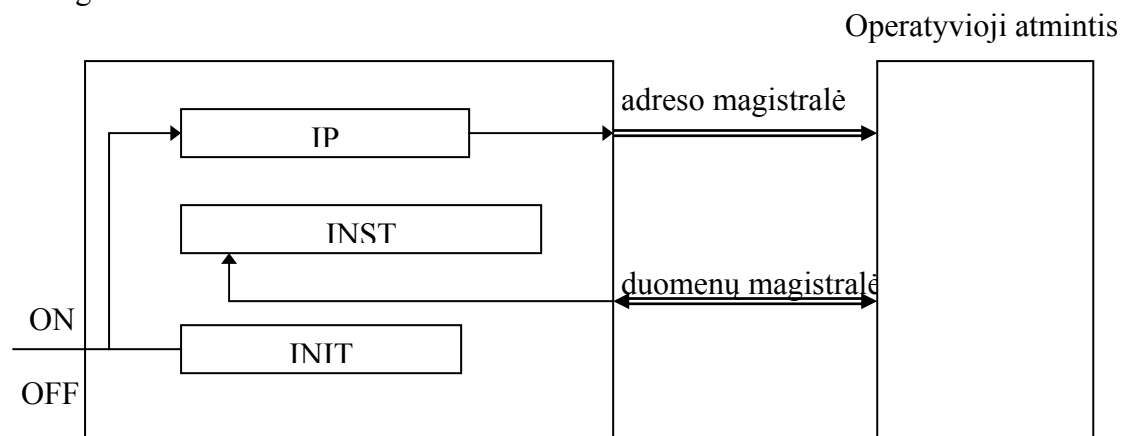 Operatyvioji atmintis
adreso magistralė
IP
INST
duomenų magistralė
ON
INIT
OFF